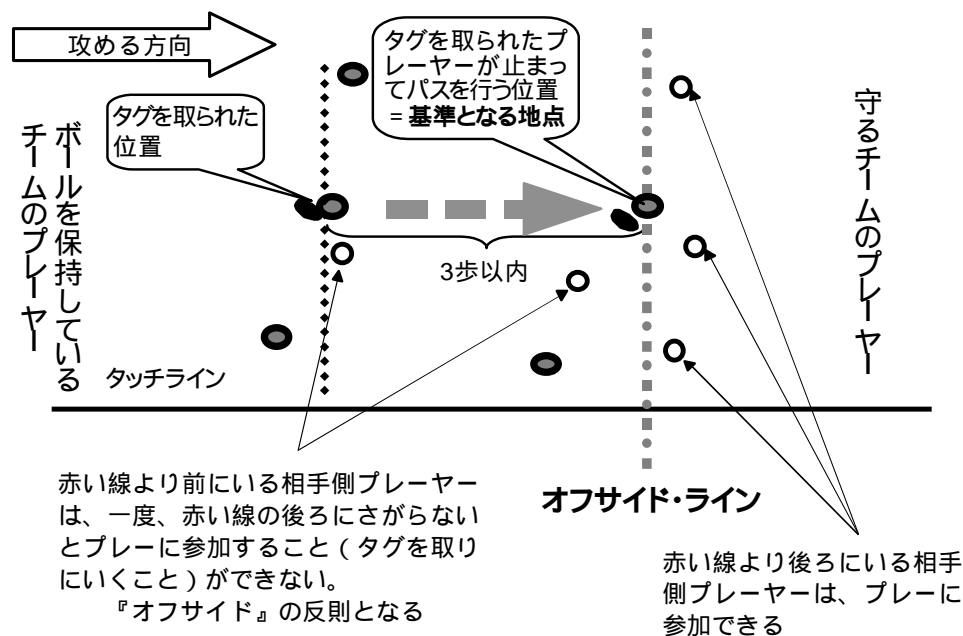 攻める方向
タグを取られたプ
レーヤーが止まっ
てパスを行う位置
=基準となる地点
タグを取られた
位置
ボールを保持している
チームのプレーヤー
守るチームのプレーヤー
3歩以内
タッチライン
オフサイド・ライン
赤い線より前にいる相手側プレーヤー
は、一度、赤い線の後ろにさがらない
とプレーに参加すること(タグを取り
にいくこと)ができない。
『オフサイド』の反則となる
赤い線より後ろにいる相手
側プレーヤーは、プレーに
参加できる